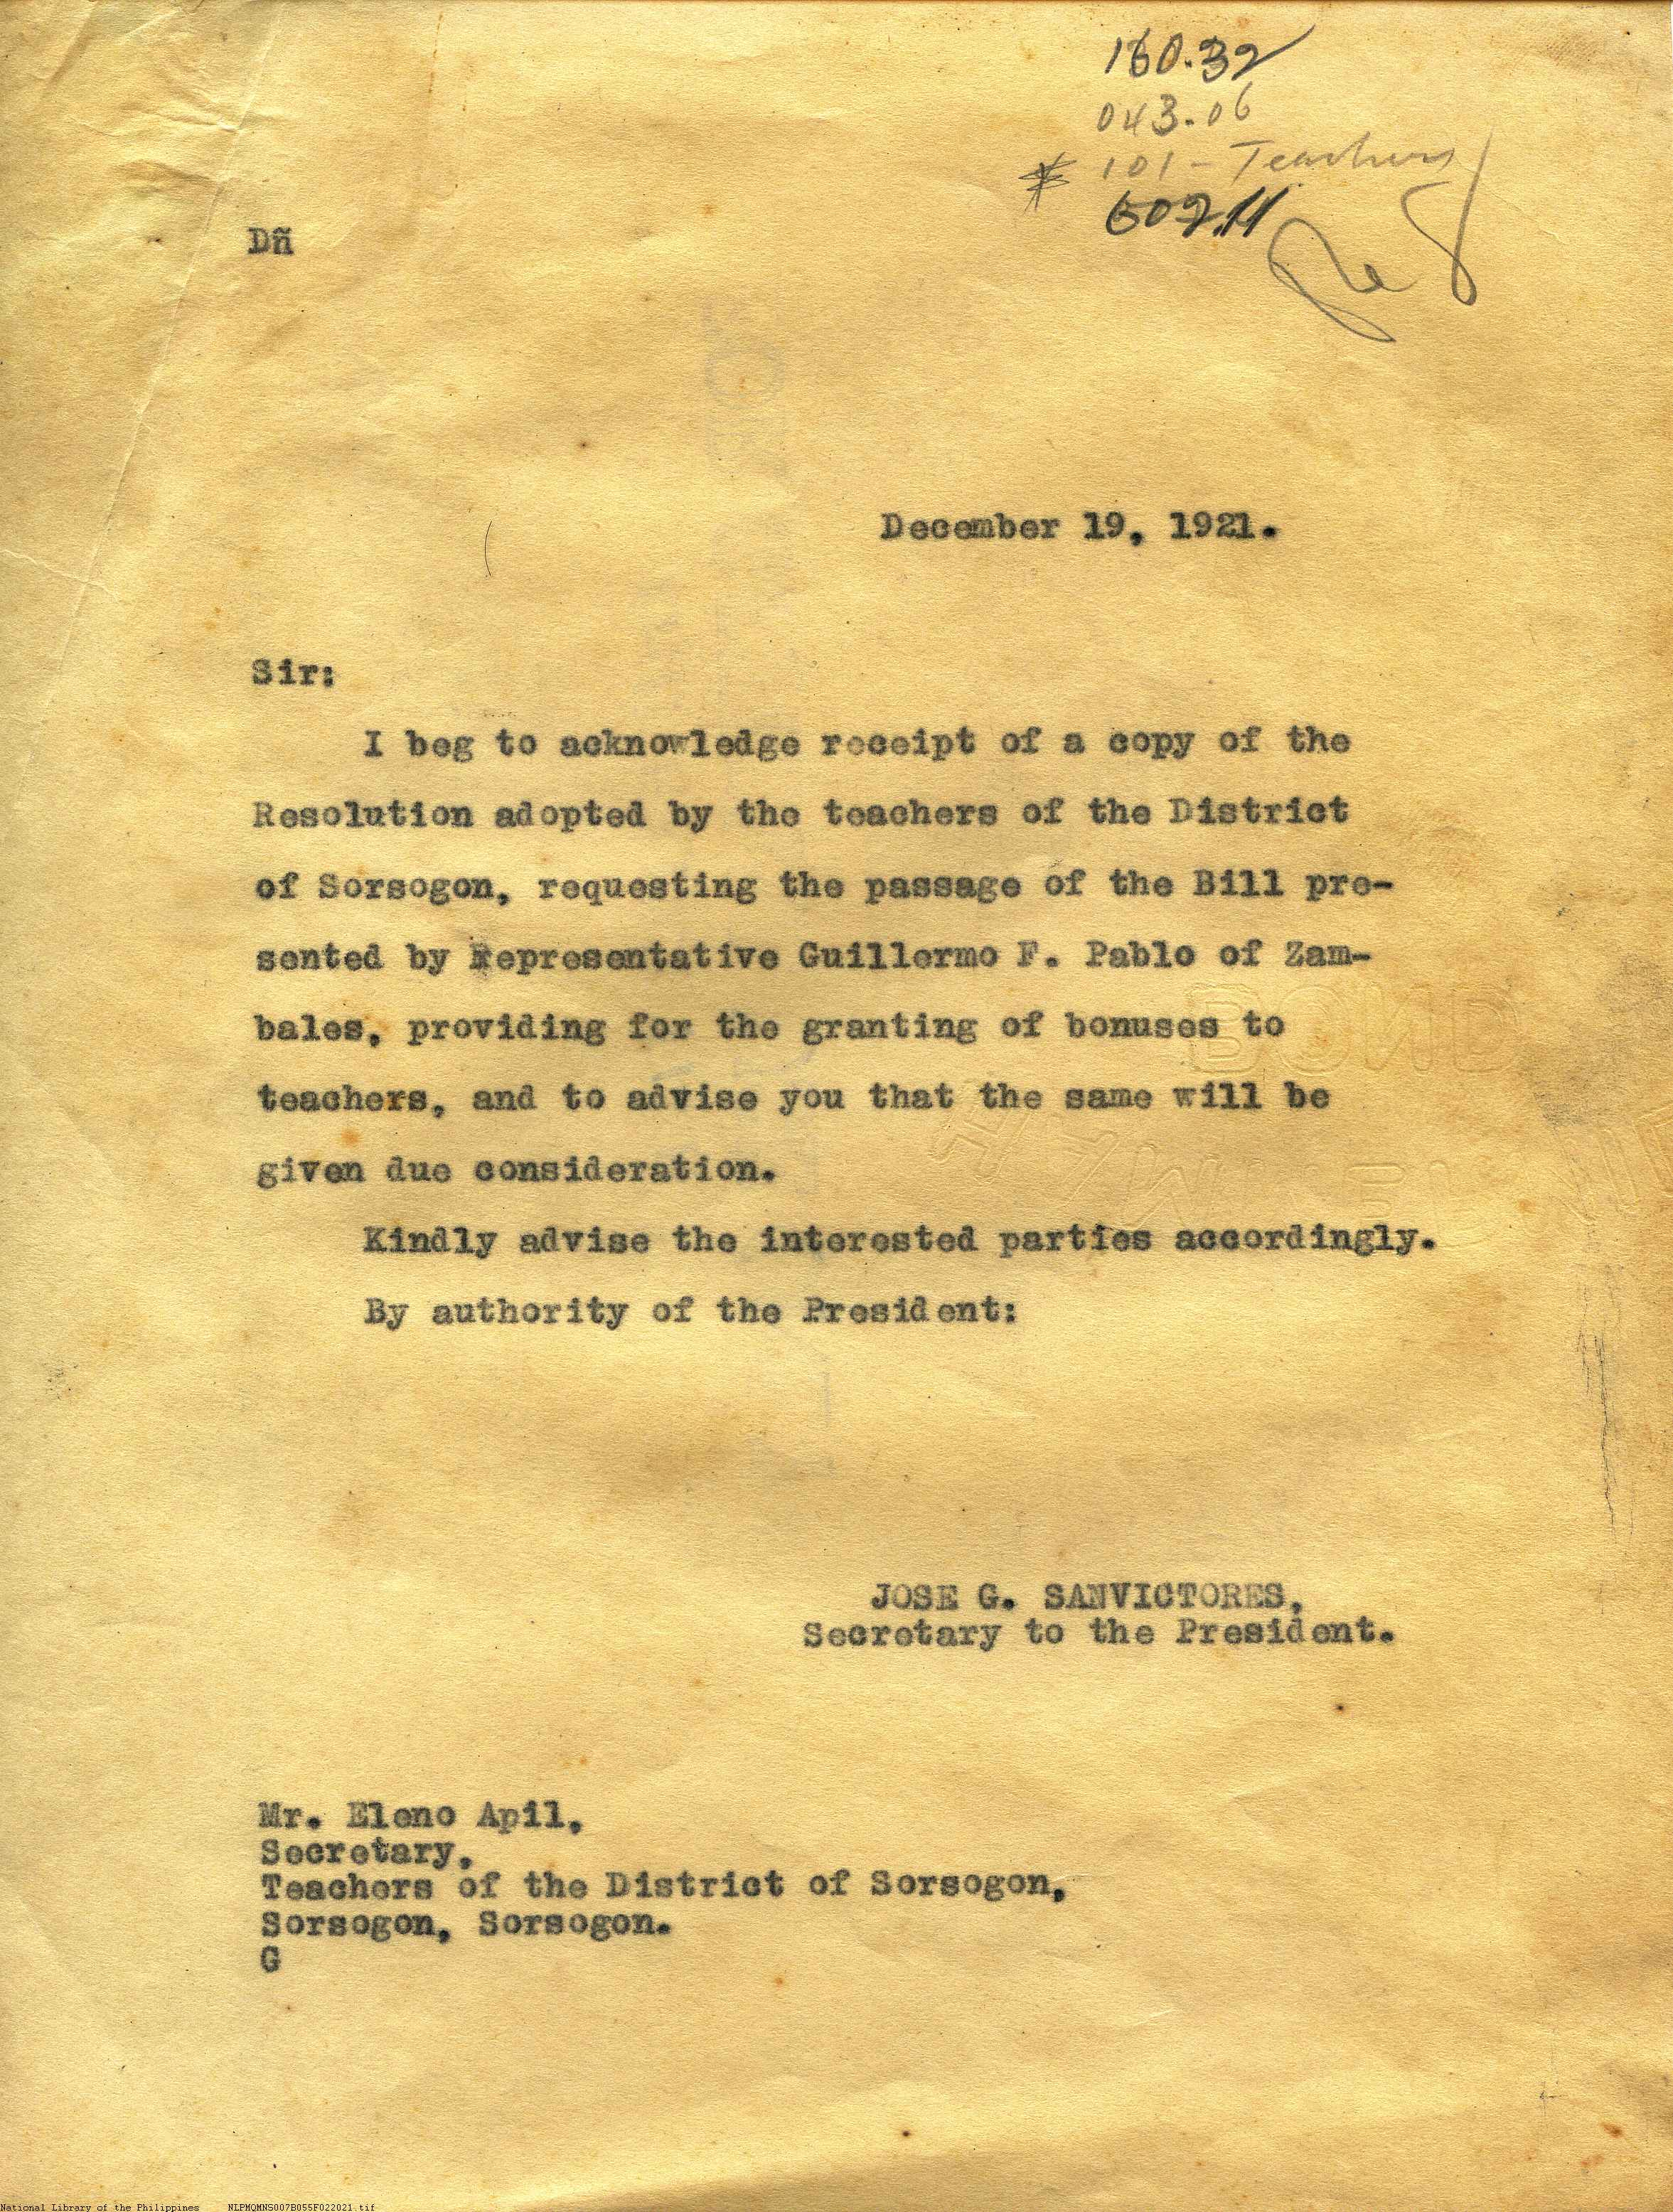 160.32
043.06
* 101 - Teachers
607.11
Dñ
December 19, 1921.
Sir:
I beg to acknowledge receipt of a copy of the
Resolution adopted by the teachers of the District
of Sorsogon, requesting the passage of the Bill pre-
sented by Representative Guillermo F. Pablo of Zam-
bales, providing for the granting of bonuses to
teachers, and to advise you that the same will be
given due consideration.
Kindly advise the interested parties accordingly.
By authority of the President:
JOSE G. SANVICTORES,
Secretary to the President.
Mr. Eleno Apil,
Secretary,
Teachers of the District of Sorsogon,
Sorsogon, Sorsogon.
G
National Library of the Philippines NLPMQMNS007B055F022021.tif